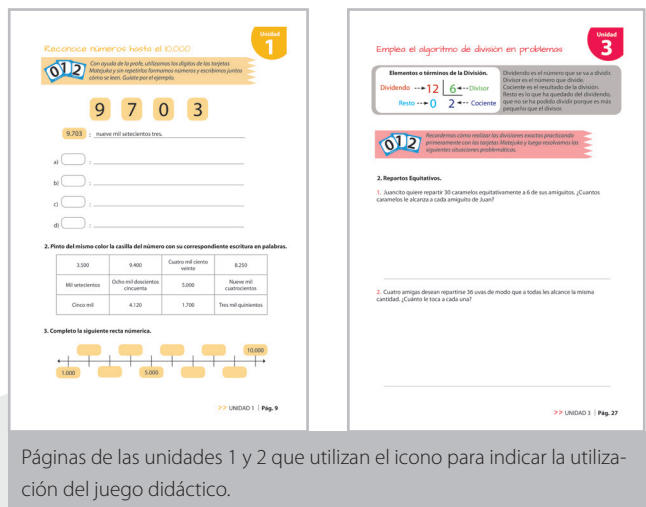 Unidad
1
Reconoce números hasta el 10.000
012
Con ayuda de la profe, utilizamos los dígitos de las tarjetas
Matejuka y sin repetirlos formamos números y escribimos juntos
cómo se leen. Guíate por el ejemplo.
9 7 0 3
9.703 : nueve mil setecientos tres.
a) :
b) :
c) :
d) :
2. Pinto del mismo color la casilla del número con su correspondiente escritura en palabras.
3.500 9.400 Cuatro mil ciento veinte 8.250
Mil setecientos Ocho mil doscientos cincuenta 5.000 Nueve mil cuatrocientos
Cinco mil 4.120 1.700 Tres mil quinientos
3. Completo la siguiente recta númerica.
10.000
1.000 5.000
>> UNIDAD 1 | Pág. 9
Unidad
3
Emplea el algoritmo de división en problemas
Elementos o términos de la División.
Dividendo 12 6 Divisor
Resto 0 2 Cociente
Dividendo es el número que se va a dividir.
Divisor es el número que divide.
Cociente es el resultado de la división.
Resto es lo que ha quedado del dividendo,
que no se ha podido dividir porque es más
pequeño que el divisor.
012
Recordemos cómo realizar las divisiones exactas practicando
primeramente con las tarjetas Matejuka y luego resolvamos las
siguientes situaciones problemáticas.
2. Repartos Equitativos.
1. Juancito quiere repartir 30 caramelos equitativamente a 6 de sus amiguitos. ¿Cuantos
caramelos le alcanza a cada amiguito de Juan?
2. Cuatro amigas desean repartirse 36 uvas de modo que a todas les alcance la misma
cantidad. ¿Cuánto le toca a cada una?
>> UNIDAD 3 | Pág. 27
Páginas de las unidades 1 y 2 que utilizan el icono para indicar la utiliza-
ción del juego didáctico.